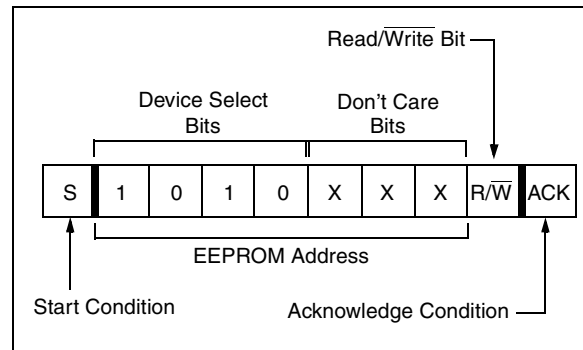 Read/Write Bit
Device Select
Bits
Don't Care
Bits
S 1 0 1 0 X X X R/W ACK
EEPROM Address
Start Condition
Acknowledge Condition